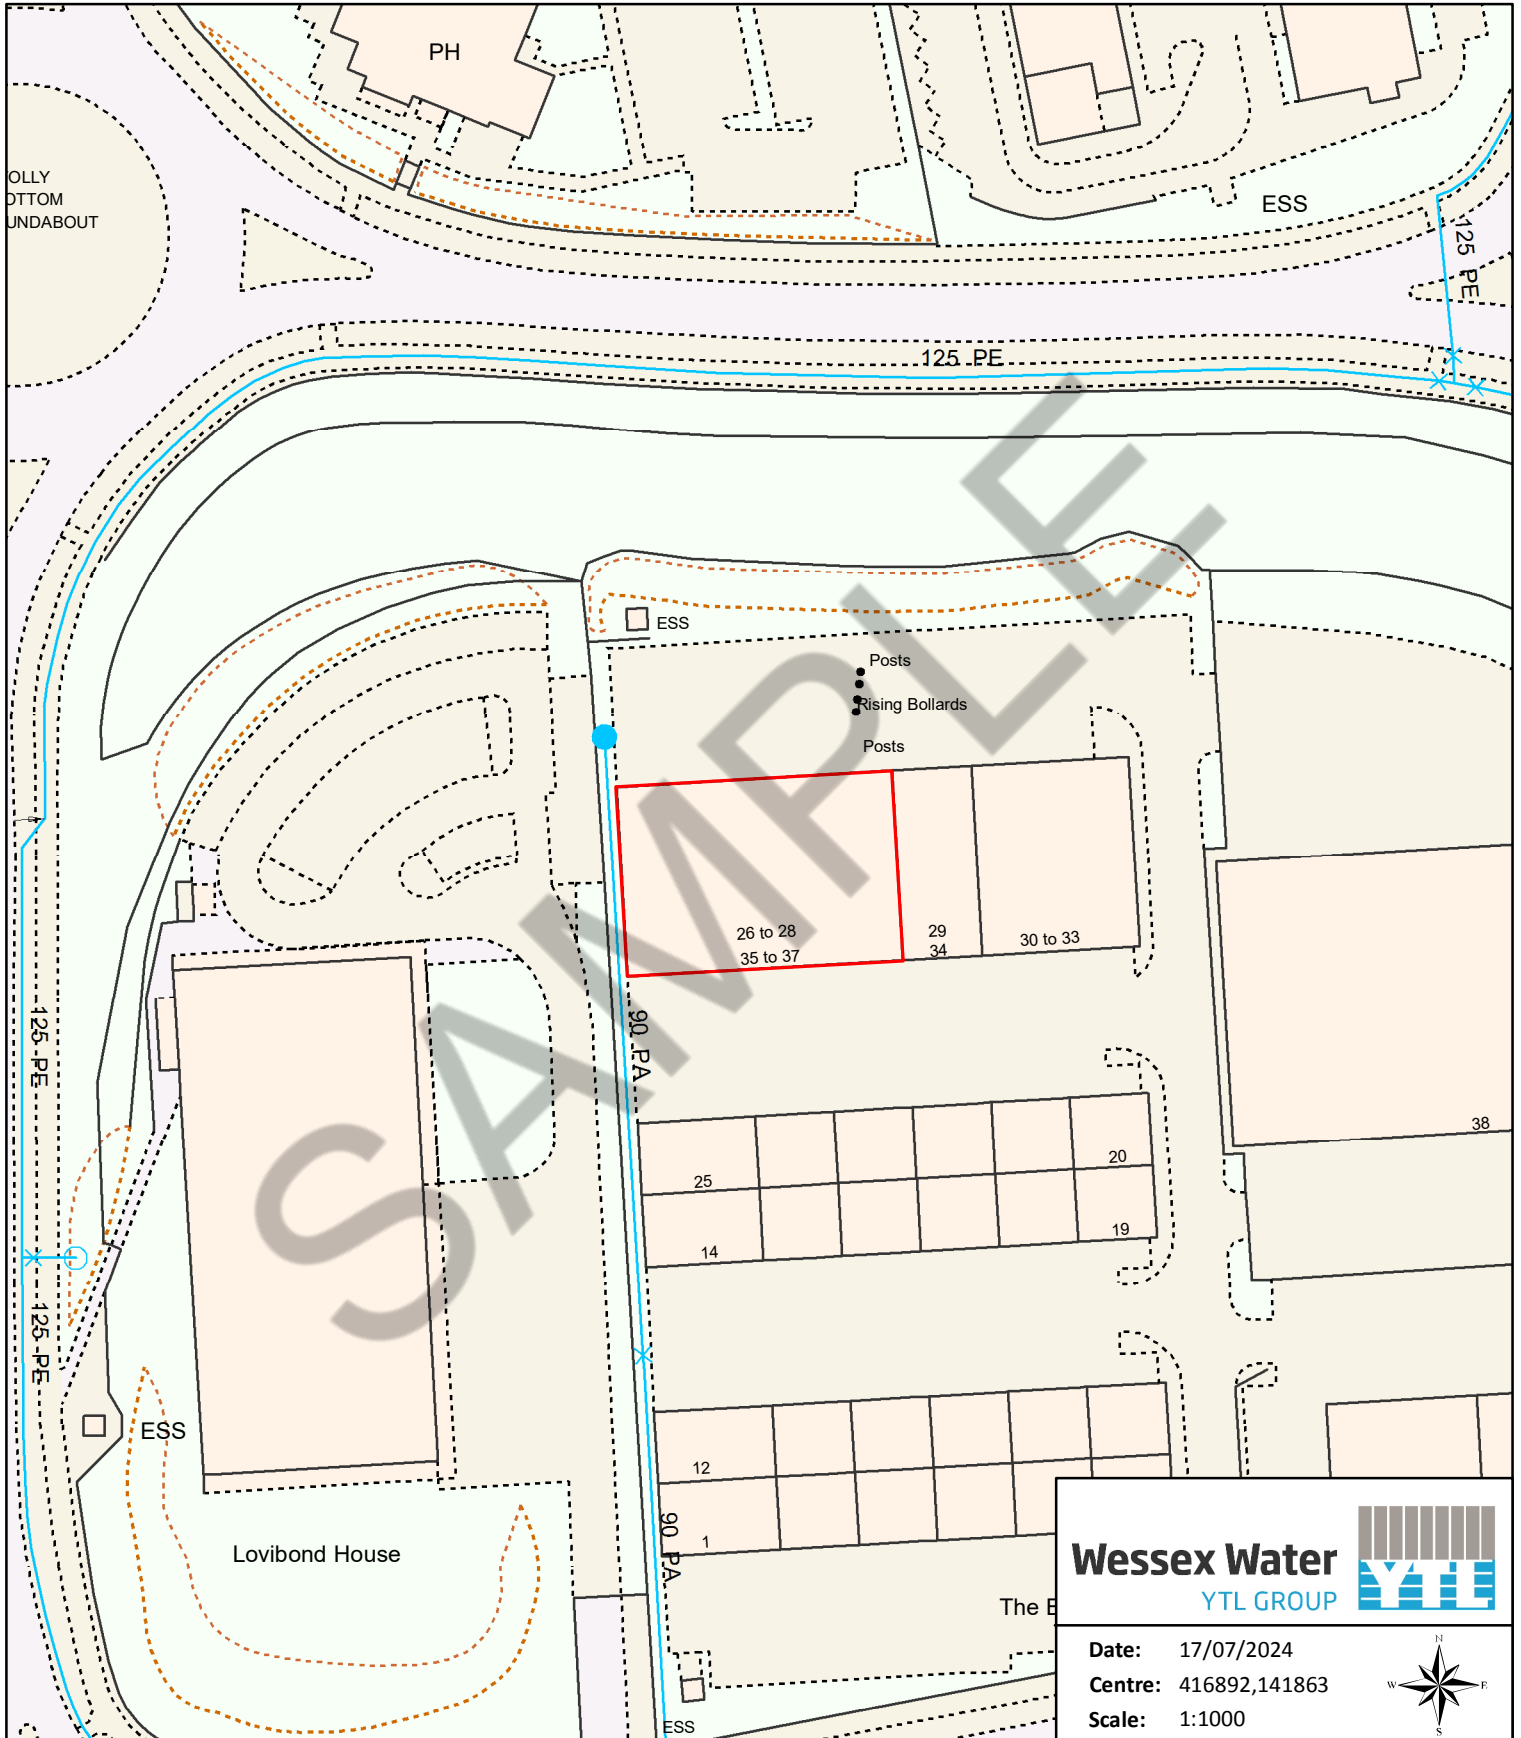 PH
OLLY
OTTOM
UNDABOUT
ESS
125 PE
125 PE
ESS
Posts
Rising Bollards
Posts
26 to 28
35 to 37
29
34
30 to 33
90 PA
125 PE
38
20
25
19
14
125 PE
ESS
12
1
90 PA
Lovibond House
The E
ESS
SAMPLE
Wessex Water
YTL GROUP
YTL
Date: 17/07/2024
Centre: 416892,141863
Scale: 1:1000
N
W E
S